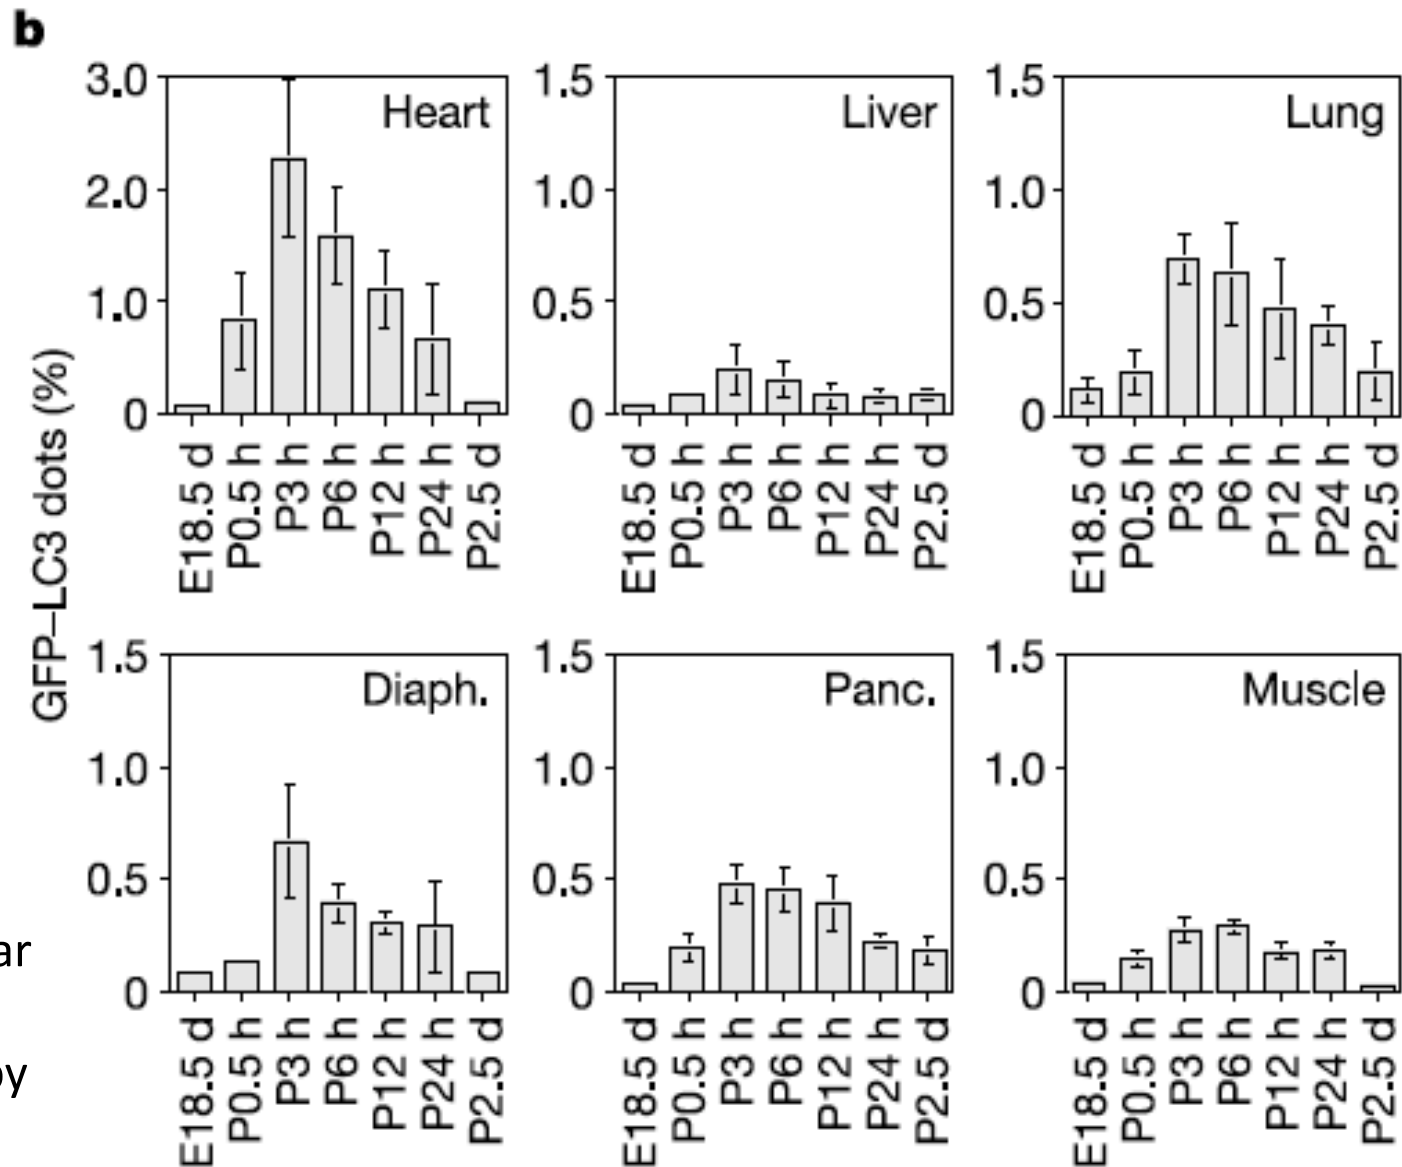 b
GFP–LC3 dots (%)
Heart
3.0
2.0
1.0
0
E18.5 d
P0.5 h
P3 h
P6 h
P12 h
P24 h
P2.5 d
Liver
1.5
1.0
0.5
0
E18.5 d
P0.5 h
P3 h
P6 h
P12 h
P24 h
P2.5 d
Lung
1.5
1.0
0.5
0
E18.5 d
P0.5 h
P3 h
P6 h
P12 h
P24 h
P2.5 d
Diaph.
1.5
1.0
0.5
0
E18.5 d
P0.5 h
P3 h
P6 h
P12 h
P24 h
P2.5 d
Panc.
1.5
1.0
0.5
0
E18.5 d
P0.5 h
P3 h
P6 h
P12 h
P24 h
P2.5 d
Muscle
1.5
1.0
0.5
0
E18.5 d
P0.5 h
P3 h
P6 h
P12 h
P24 h
P2.5 d